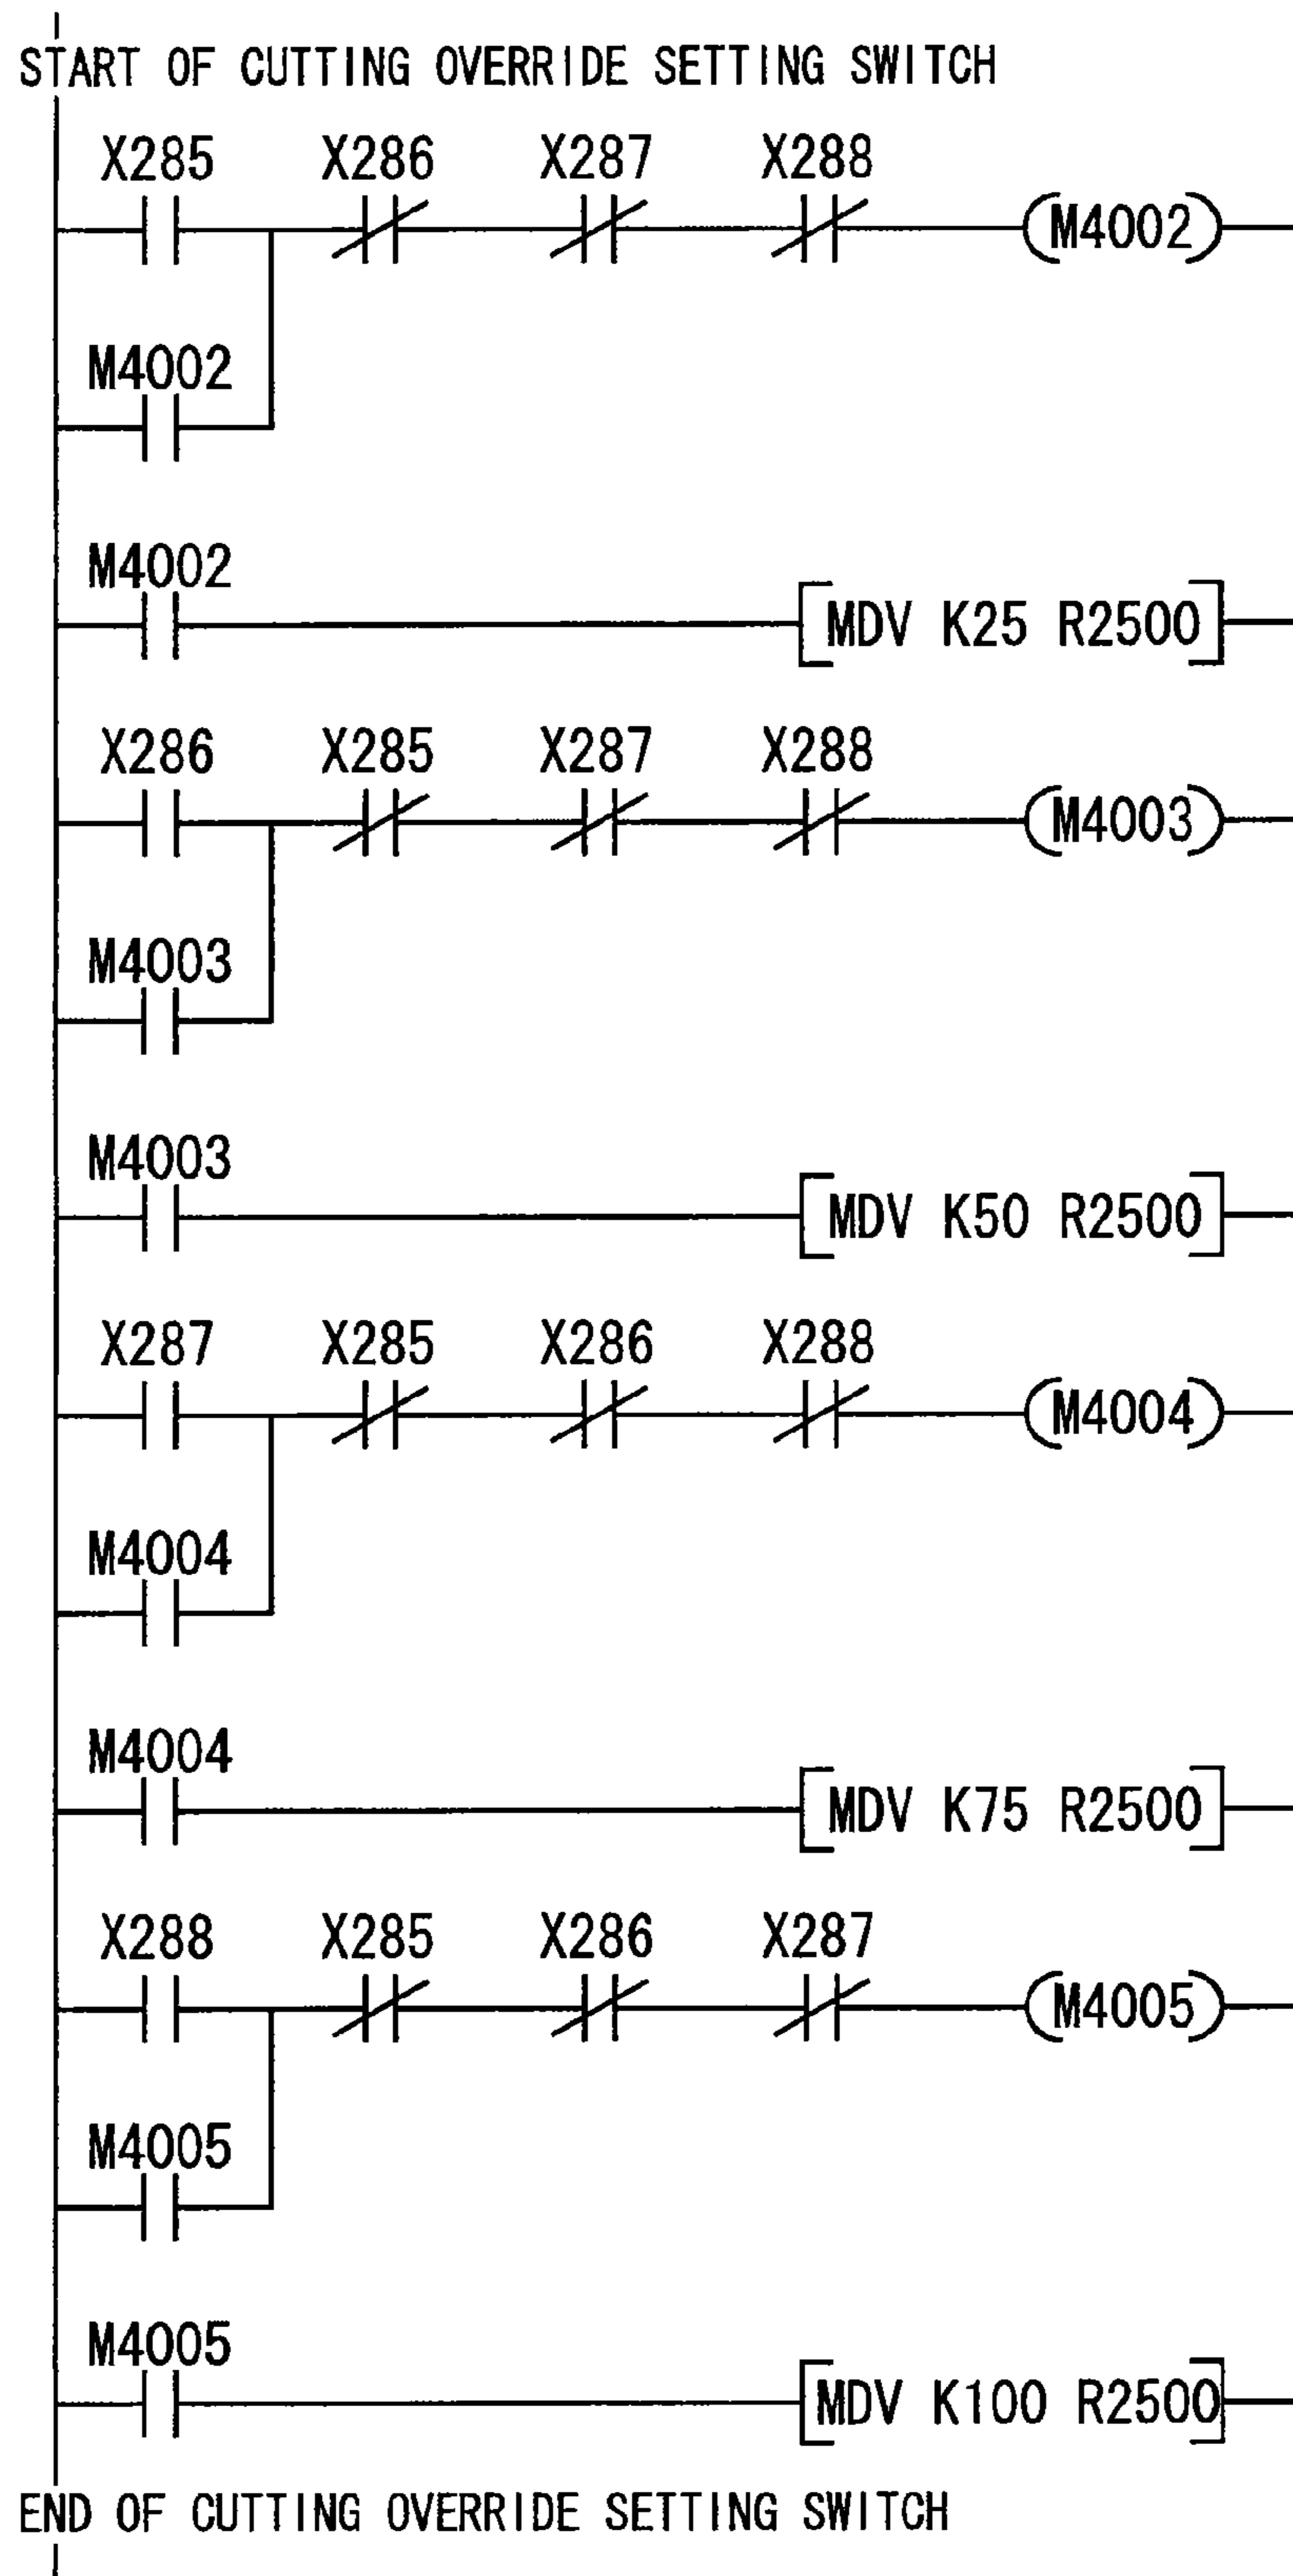 START OF CUTTING OVERRIDE SETTING SWITCH
X285 X286 X287 X288
M4002
M4002
M4002
MDV K25 R2500
X286 X285 X287 X288
M4003
M4003
M4003
MDV K50 R2500
X287 X285 X286 X288
M4004
M4004
M4004
MDV K75 R2500
X288 X285 X286 X287
M4005
M4005
M4005
MDV K100 R2500
END OF CUTTING OVERRIDE SETTING SWITCH